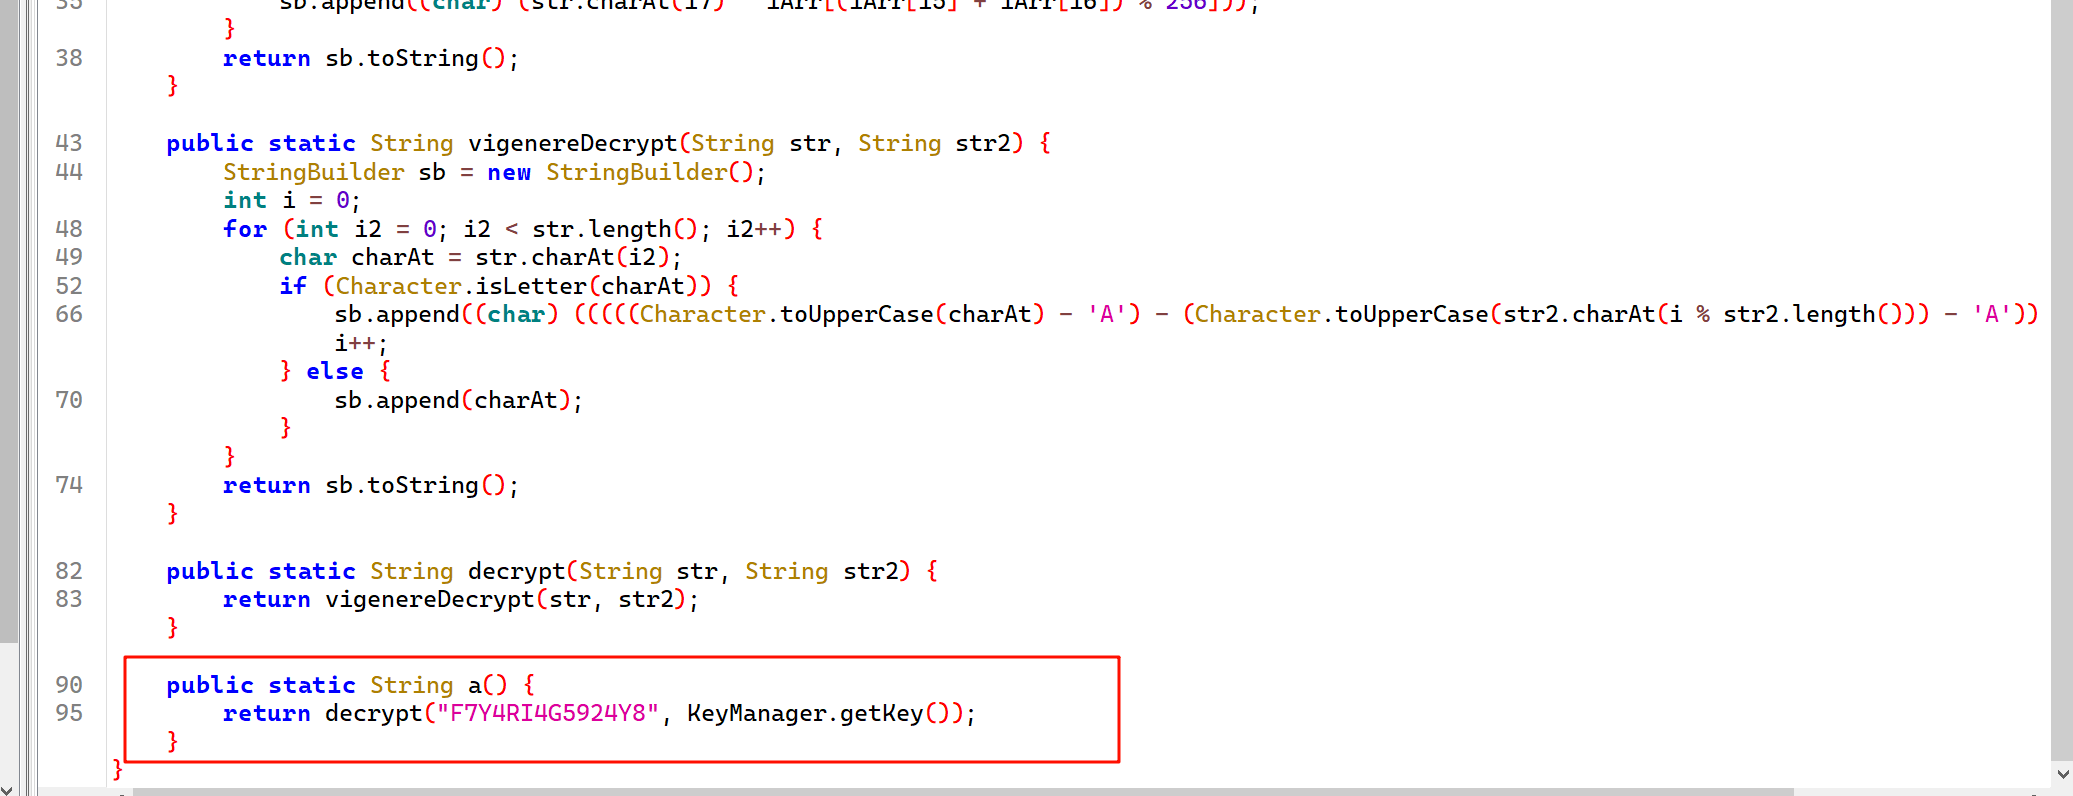 35 sb.append((char) (str.charAt(i7) ^ iArr[(iArr[i5] + iArr[i6]) % 256]));
}
38 return sb.toString();
}
43 public static String vigenereDecrypt(String str, String str2) {
44 StringBuilder sb = new StringBuilder();
int i = 0;
48 for (int i2 = 0; i2 < str.length(); i2++) {
49 char charAt = str.charAt(i2);
52 if (Character.isLetter(charAt)) {
66 sb.append((char) (((((Character.toUpperCase(charAt) - 'A') - (Character.toUpperCase(str2.charAt(i % str2.length())) - 'A'))
i++;
} else {
70 sb.append(charAt);
}
}
74 return sb.toString();
}
82 public static String decrypt(String str, String str2) {
83 return vigenereDecrypt(str, str2);
}
90 public static String a() {
95 return decrypt("F7Y4RI4G5924Y8", KeyManager.getKey());
}
}